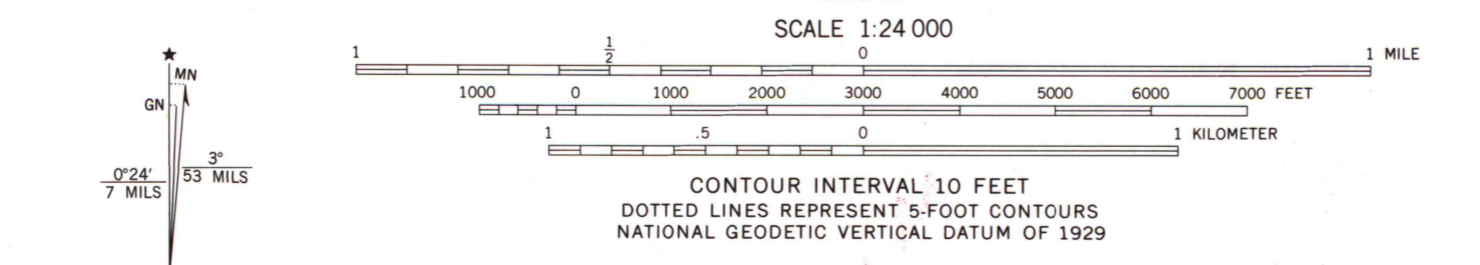 SCALE 1:24 000
1 1/2 0 1 MILE
1000 0 1000 2000 3000 4000 5000 6000 7000 FEET
1 .5 0 1 KILOMETER
★
MN
GN
0°24′
7 MILS
3°
53 MILS
CONTOUR INTERVAL 10 FEET
DOTTED LINES REPRESENT 5-FOOT CONTOURS
NATIONAL GEODETIC VERTICAL DATUM OF 1929